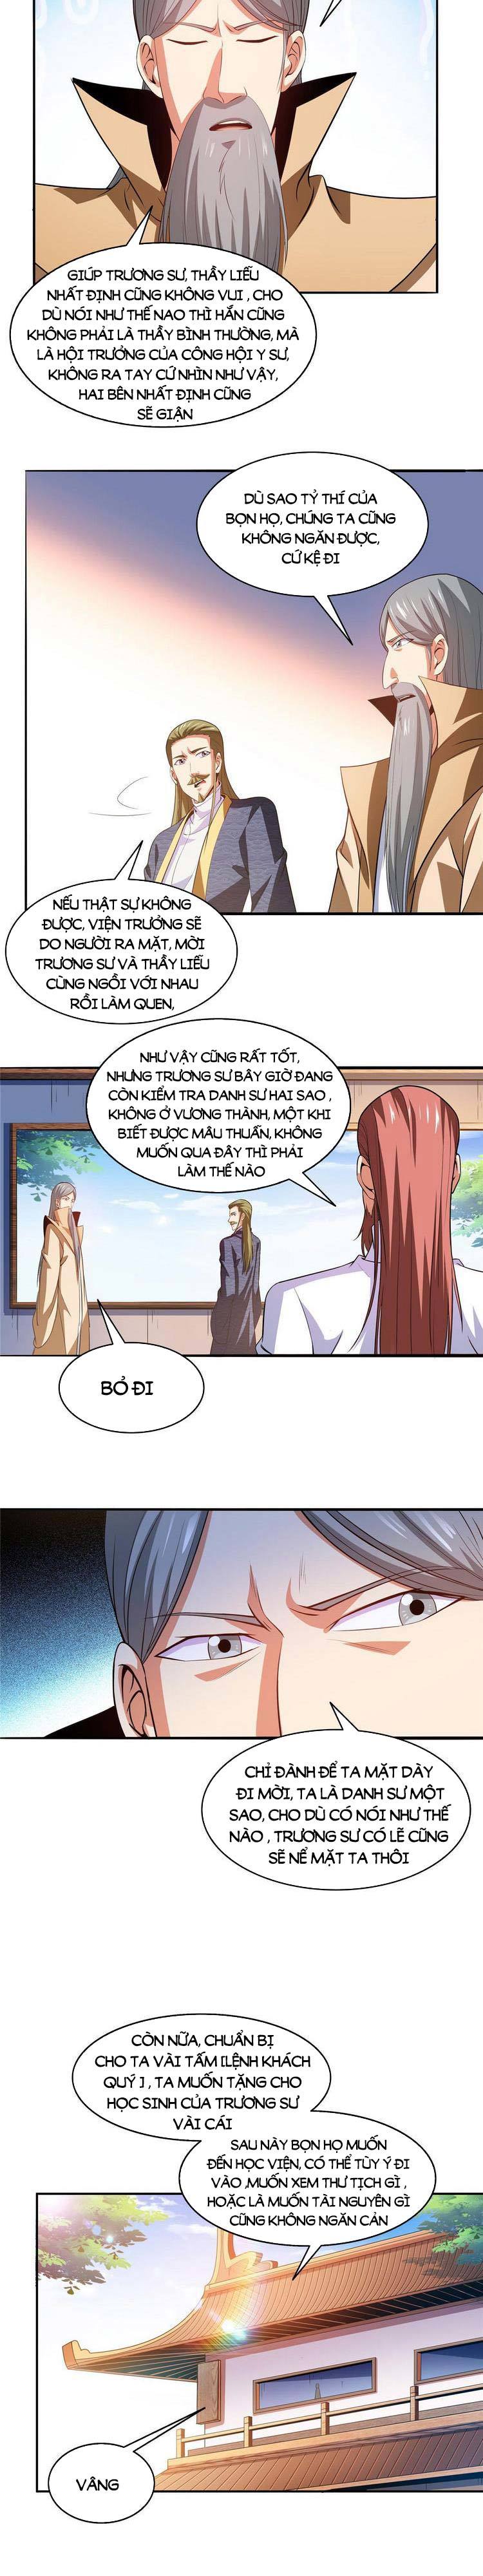 GIÚP TRƯƠNG SƯ, THẦY LIỄU
NHẤT ĐỊNH CŨNG KHÔNG VUI , CHO
DÙ NÓI NHƯ THẾ NAO THÌ HẮN CŨNG
KHÔNG PHẢI LÀ THẦY BÌNH THƯỜNG, MÀ
LÀ HỘI TRƯỞNG CỦA CÔNG HỘI Y SƯ,
KHÔNG RA TAY CỨ NHÌN NHƯ VẬY,
HAI BÊN NHẤT ĐỊNH CŨNG
SẼ GIẬN
DÙ SAO TỶ THÍ CỦA
BỌN HỌ, CHÚNG TA CŨNG
KHÔNG NGĂN ĐƯỢC,
CỨ KỆ ĐI
NẾU THẬT SỰ KHÔNG
ĐƯỢC, VIỆN TRƯỞNG SẼ
DO NGƯỜI RA MẶT, MỜI
TRƯƠNG SƯ VÀ THẦY LIỄU
CÙNG NGỒI VỚI NHAU
RỒI LÀM QUEN,
NHƯ VẬY CŨNG RẤT TỐT,
NHƯNG TRƯƠNG SƯ BÂY GIỜ ĐANG
CÒN KIỂM TRA DANH SƯ HAI SAO ,
KHÔNG Ở VƯƠNG THÀNH, MỘT KHI
BIẾT ĐƯỢC MÂU THUẪN, KHÔNG
MUỐN QUA ĐÂY THÌ PHẢI
LÀM THẾ NÀO
BỎ ĐI
CHỈ ĐÀNH ĐỂ TA MẶT DÀY
ĐI MỜI, TA LÀ DANH SƯ MỘT
SAO, CHO DÙ CÓ NÓI NHƯ THẾ
NÀO , TRƯƠNG SƯ CÓ LẼ CŨNG
SẼ NỂ MẶT TA THÔI
CÒN NỮA, CHUẨN BỊ
CHO TA VÀI TẤM [LỆNH KHÁCH
QUÝ] , TA MUỐN TẶNG CHO
HỌC SINH CỦA TRƯƠNG SƯ
VÀI CÁI
SAU NÀY BỌN HỌ MUỐN
ĐẾN HỌC VIỆN, CÓ THỂ TÙY Ý ĐI
VÀO ,MUỐN XEM THƯ TỊCH GÌ ,
HOẶC LÀ MUỐN TÀI NGUYÊN GÌ
CŨNG KHÔNG NGĂN CẢN
VÂNG